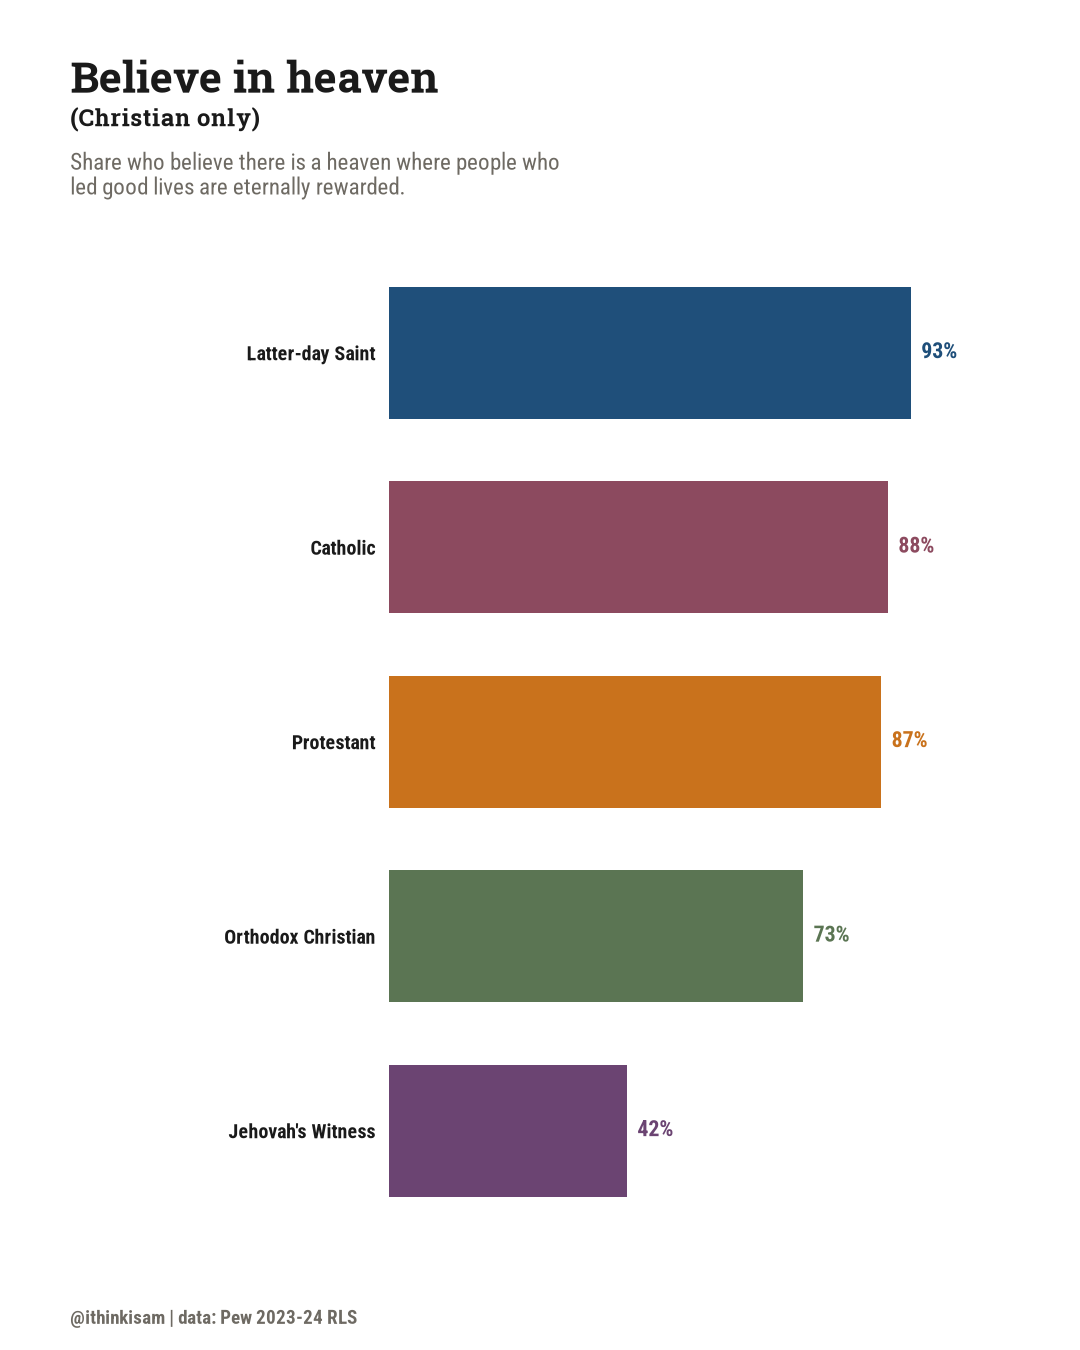 Believe in heaven
(Christian only)
Share who believe there is a heaven where people who
led good lives are eternally rewarded.
Latter-day Saint
93%
Catholic
88%
Protestant
87%
Orthodox Christian
73%
Jehovah's Witness
42%
@ithinkisam | data: Pew 2023-24 RLS